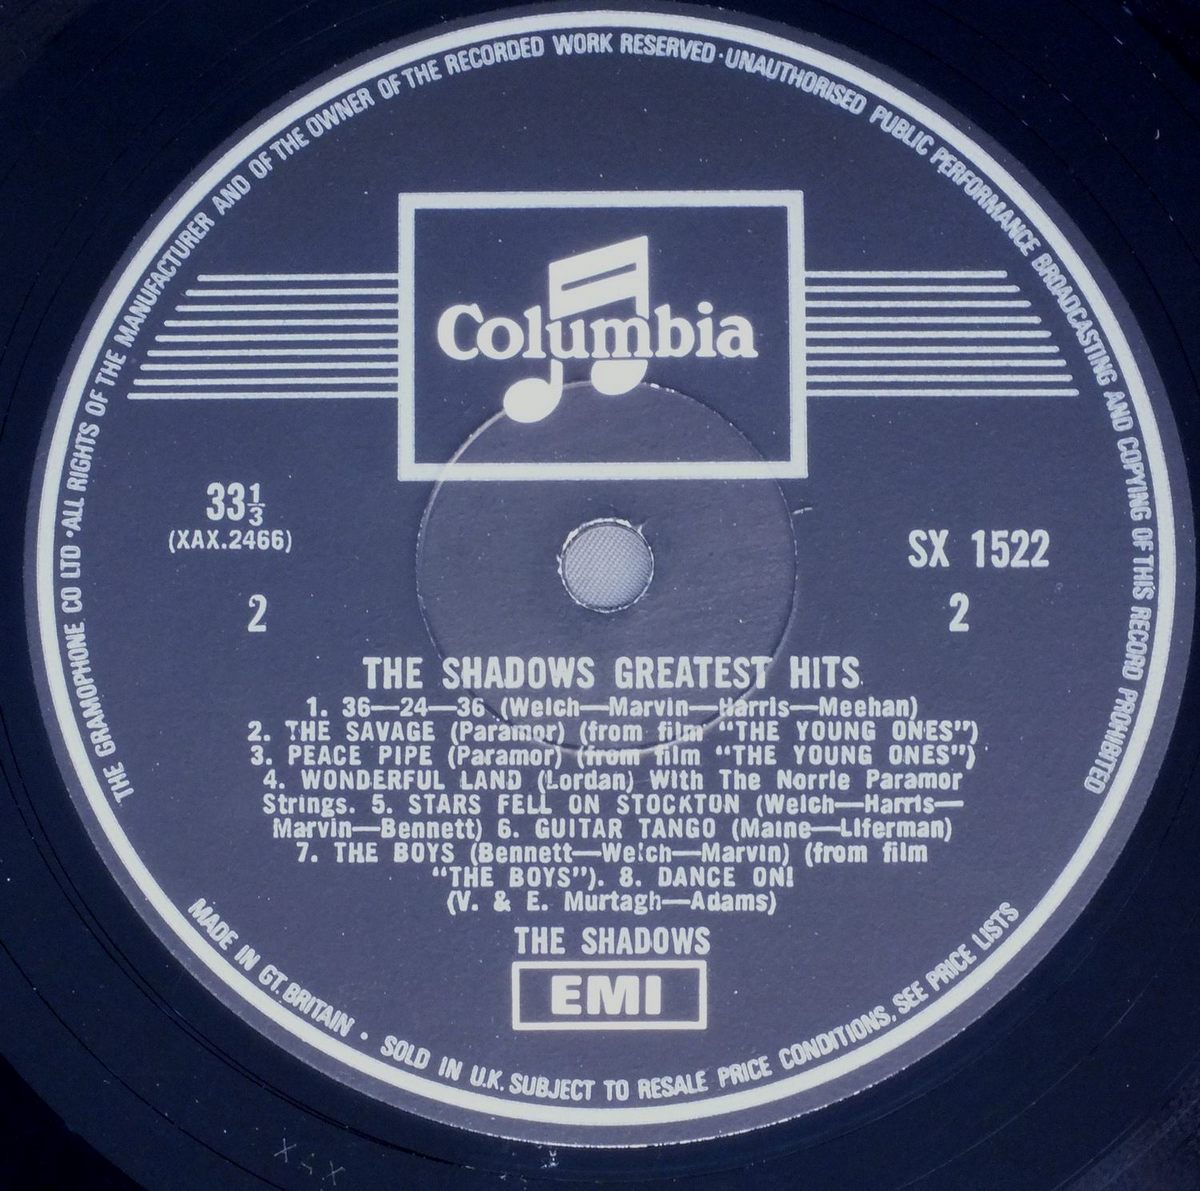 THE GRAMOPHONE CO LTD · ALL RIGHTS OF THE MANUFACTURER AND OF THE OWNER OF THE RECORDED WORK RESERVED · UNAUTHORISED PUBLIC PERFORMANCE BROADCASTING AND COPYING OF THIS RECORD PROHIBITED
Columbia
33⅓
(XAX.2466)
2
SX 1522
2
THE SHADOWS GREATEST HITS
1. 36—24—36 (Welch—Marvin—Harris—Meehan)
2. THE SAVAGE (Paramor) (from film “THE YOUNG ONES”)
3. PEACE PIPE (Paramor) (from film “THE YOUNG ONES”)
4. WONDERFUL LAND (Lordan) With The Norrie Paramor
Strings. 5. STARS FELL ON STOCKTON (Welch—Harris—
Marvin—Bennett) 6. GUITAR TANGO (Maine—Liferman)
7. THE BOYS (Bennett—Welch—Marvin) (from film
“THE BOYS”). 8. DANCE ON!
(V. & E. Murtagh—Adams)
THE SHADOWS
EMI
MADE IN GT. BRITAIN · SOLD IN U.K. SUBJECT TO RESALE PRICE CONDITIONS, SEE PRICE LISTS